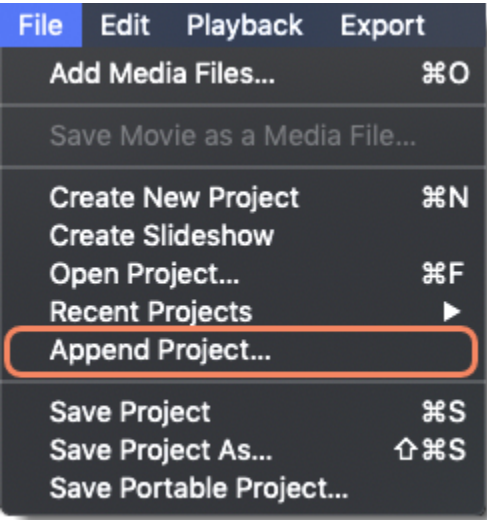 File Edit Playback Export
Add Media Files... ⌘O
Save Movie as a Media File...
Create New Project ⌘N
Create Slideshow
Open Project... ⌘F
Recent Projects ▶
Append Project...
Save Project ⌘S
Save Project As... ⇧⌘S
Save Portable Project...